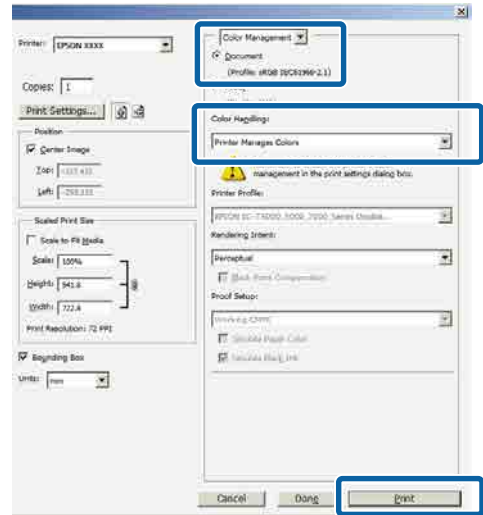 Printer: EPSON XXXX
Copies: 1
Print Settings...
Position
Center Image
Top:
Left:
Scaled Print Size
Scale to Fit Media
Scale: 100%
Height: 941.8
Width: 722.4
Print Resolution: 72 PPI
Bounding Box
Units: mm
Color Management
Document
(Profile: sRGB IEC61966-2.1)
Color Handling:
Printer Manages Colors
management in the print settings dialog box.
Printer Profile:
Rendering Intent:
Perceptual
Black Point Compensation
Proof Setup:
Working CMYK
Simulate Paper Color
Simulate Black Ink
Cancel
Done
Print